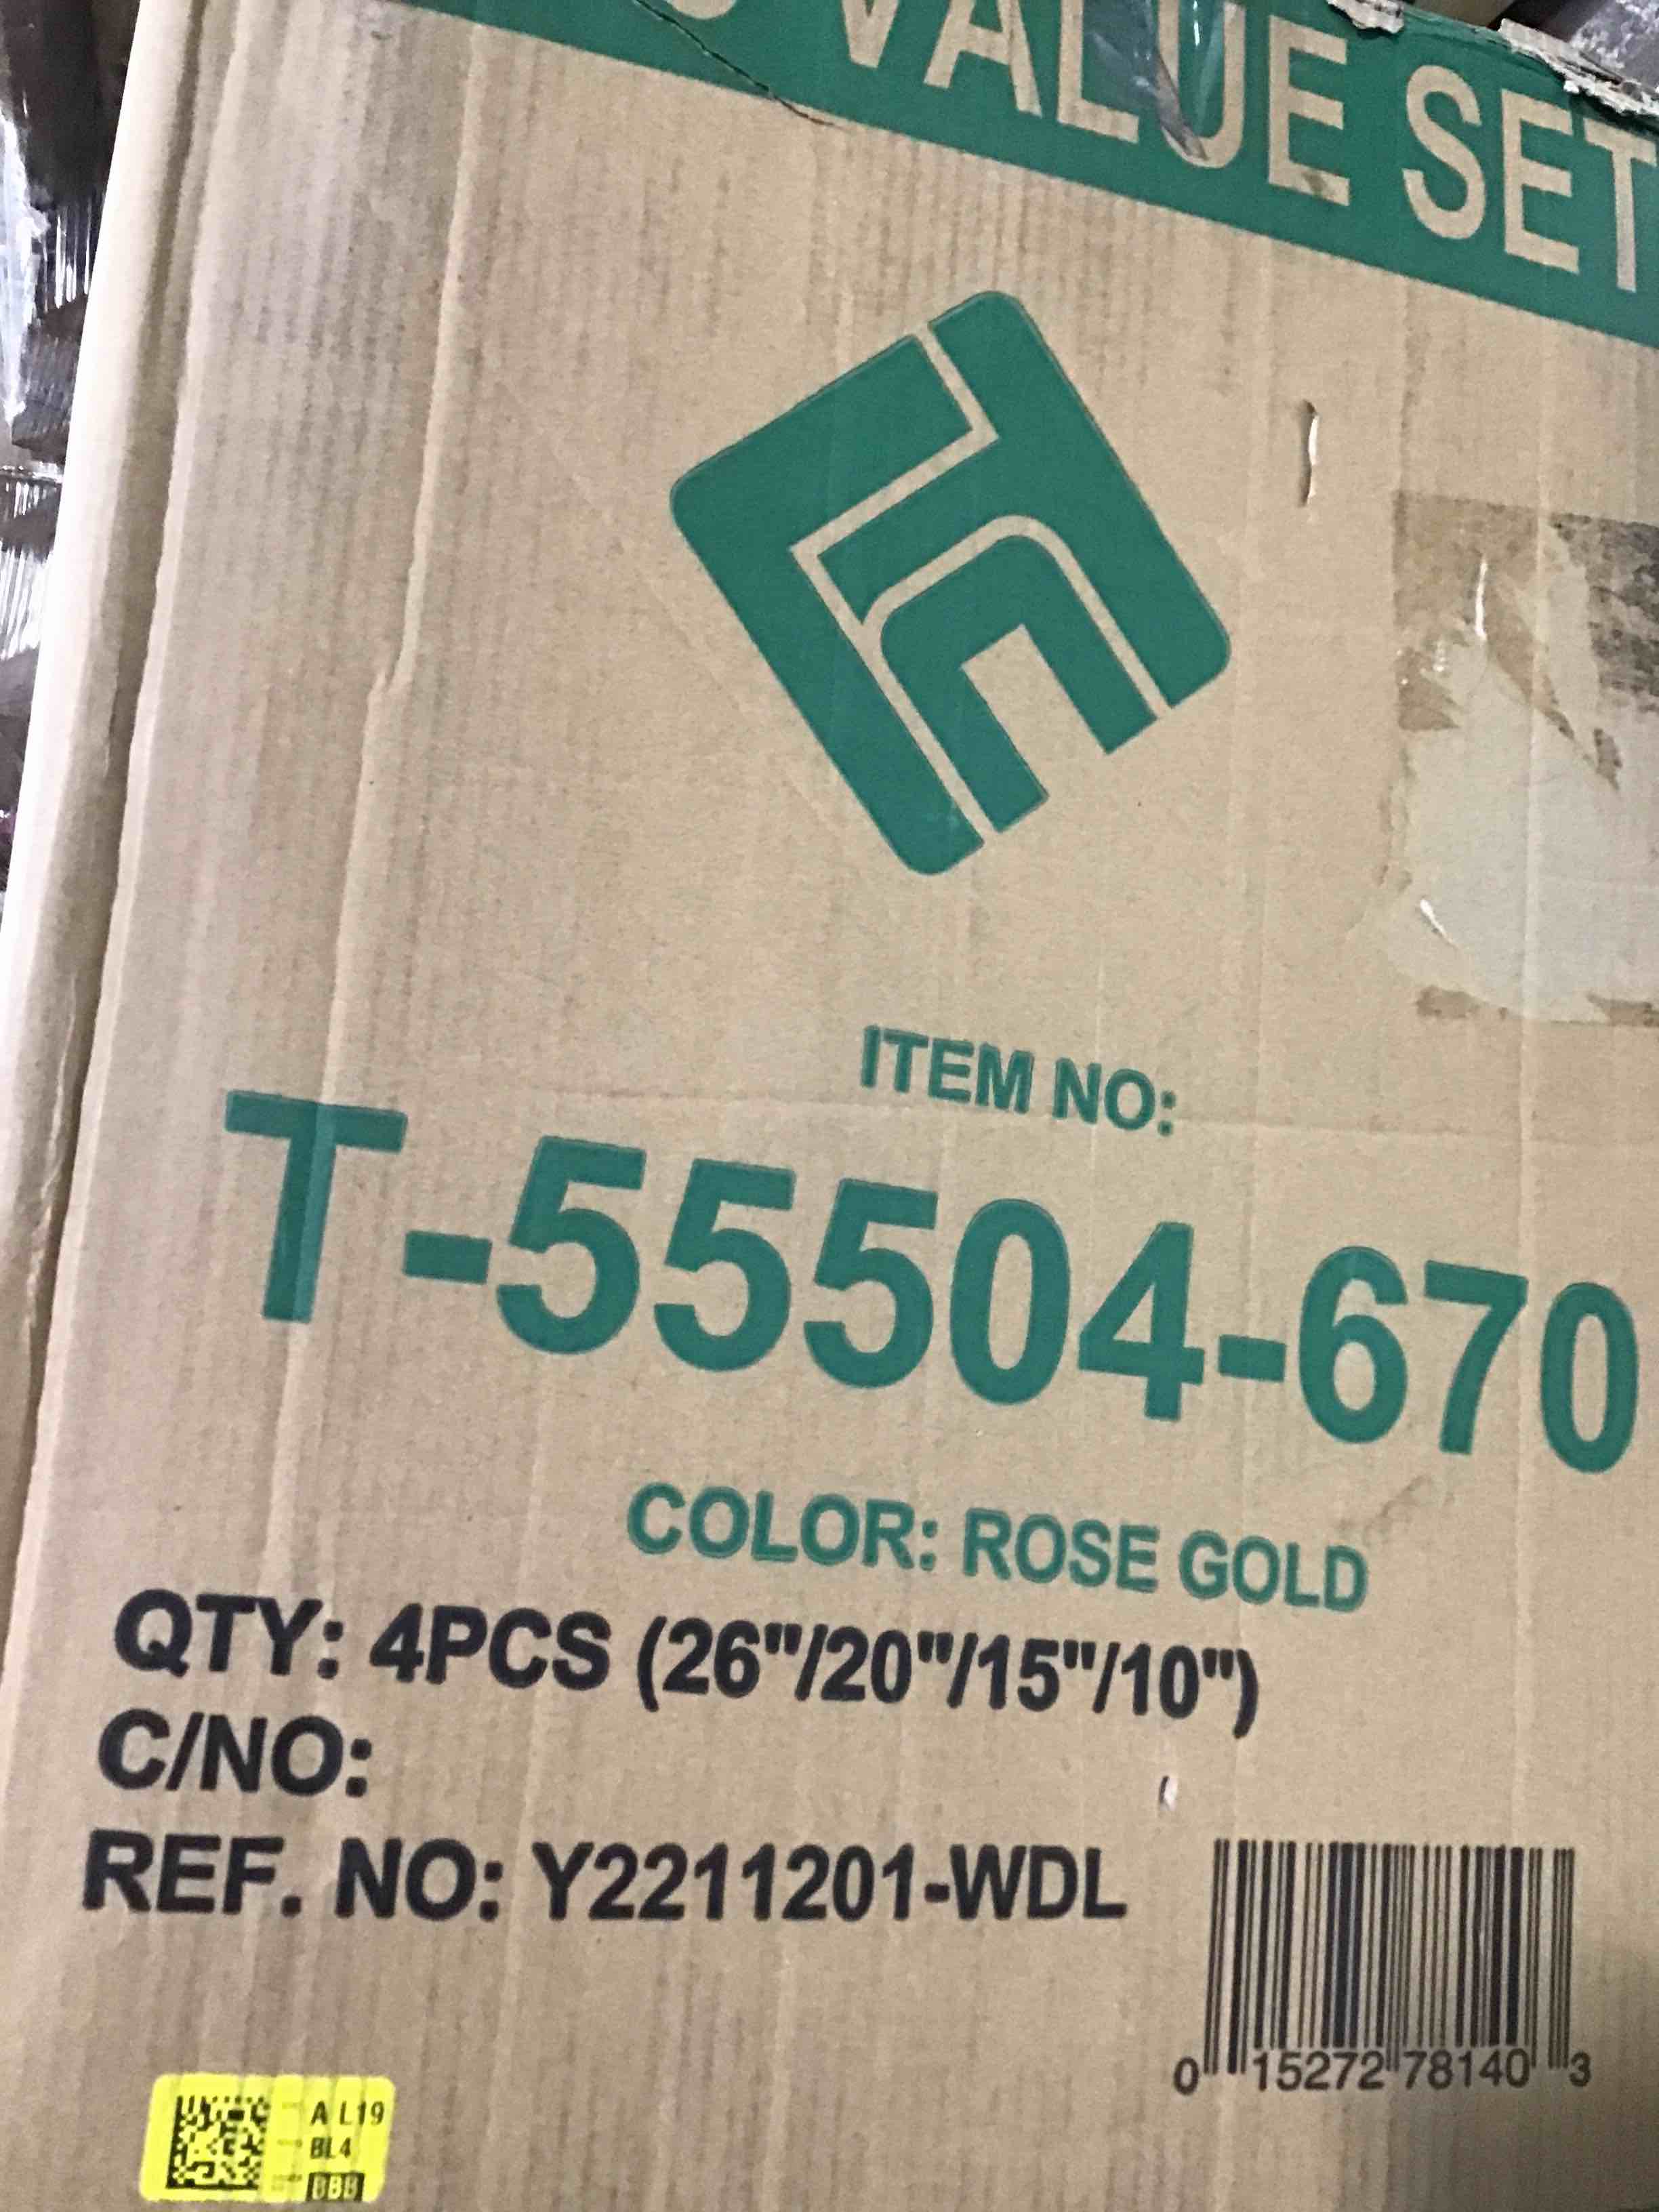 VALUE SET
ITEM NO:
T-55504-670
COLOR: ROSE GOLD
QTY: 4PCS (26"/20"/15"/10")
C/NO:
REF. NO: Y2211201-WDL
0 15272 78140 3
A L19
BL4
BBB